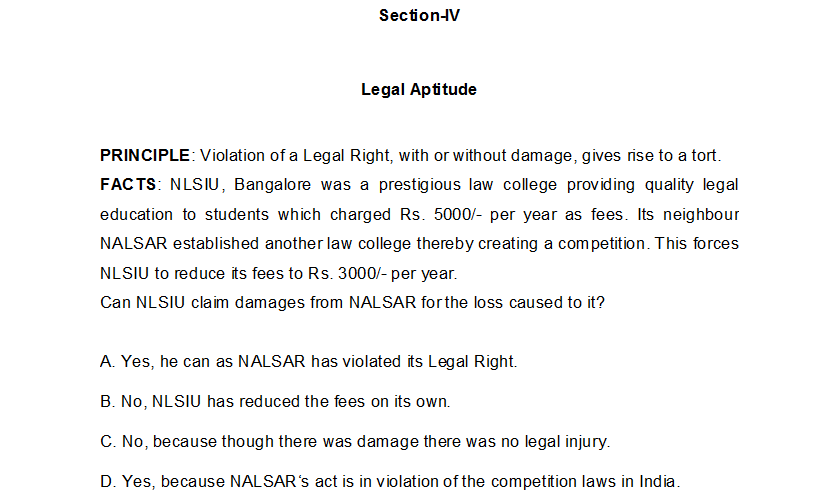 Section-IV
Legal Aptitude
PRINCIPLE: Violation of a Legal Right, with or without damage, gives rise to a tort.
FACTS: NLSIU, Bangalore was a prestigious law college providing quality legal
education to students which charged Rs. 5000/- per year as fees. Its neighbour
NALSAR established another law college thereby creating a competition. This forces
NLSIU to reduce its fees to Rs. 3000/- per year.
Can NLSIU claim damages from NALSAR for the loss caused to it?
A. Yes, he can as NALSAR has violated its Legal Right.
B. No, NLSIU has reduced the fees on its own.
C. No, because though there was damage there was no legal injury.
D. Yes, because NALSAR‘s act is in violation of the competition laws in India.